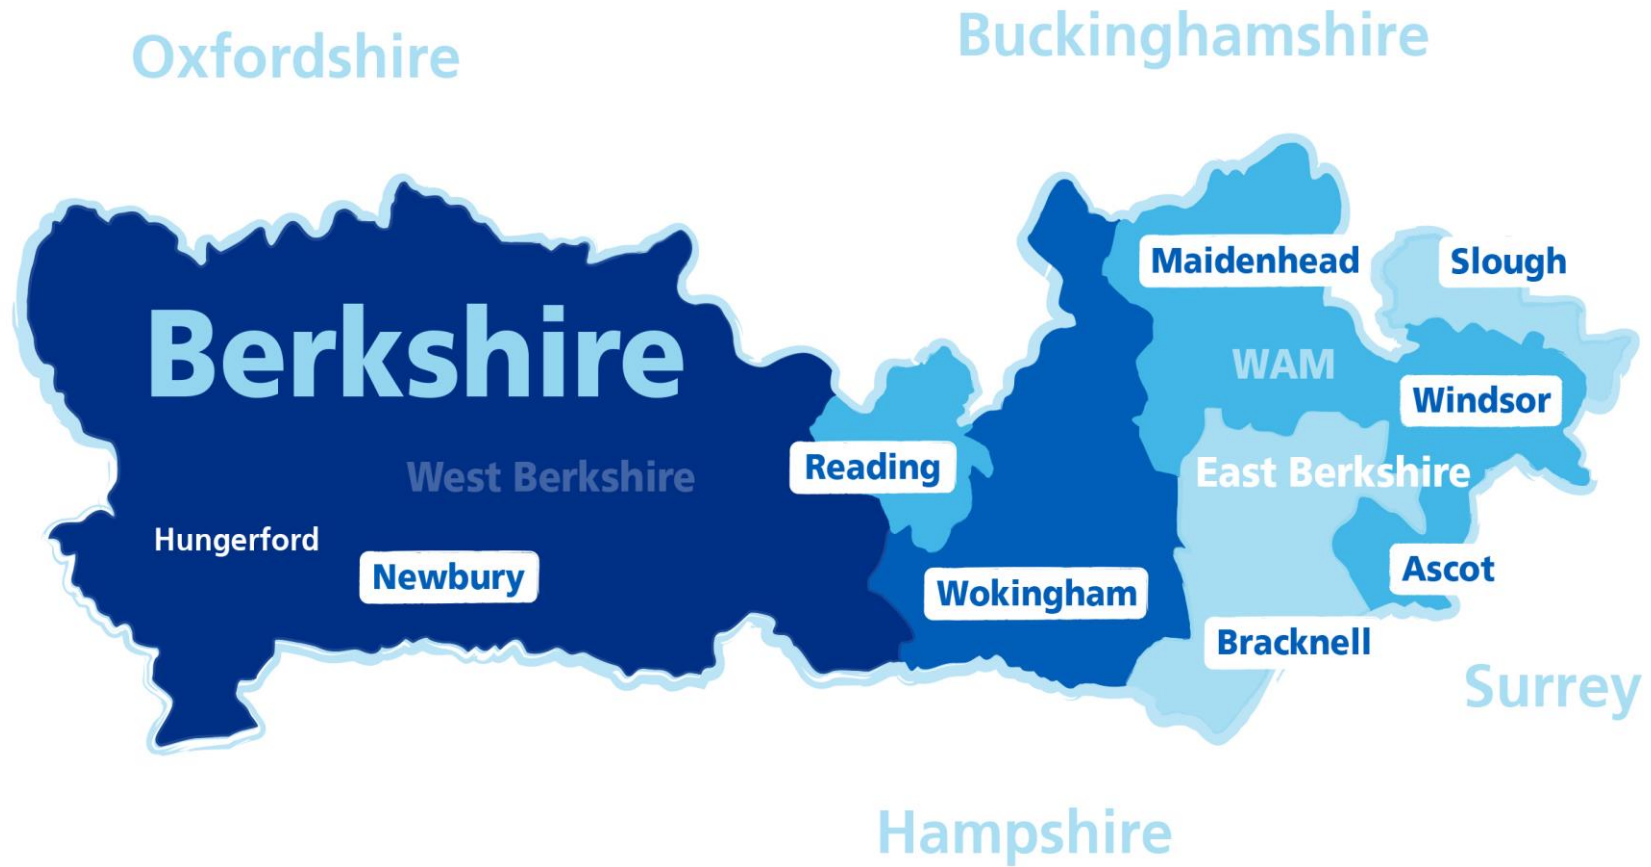 Oxfordshire
Buckinghamshire
Maidenhead
Slough
Berkshire
WAM
Windsor
Reading
West Berkshire
East Berkshire
Hungerford
Newbury
Wokingham
Ascot
Bracknell
Surrey
Hampshire